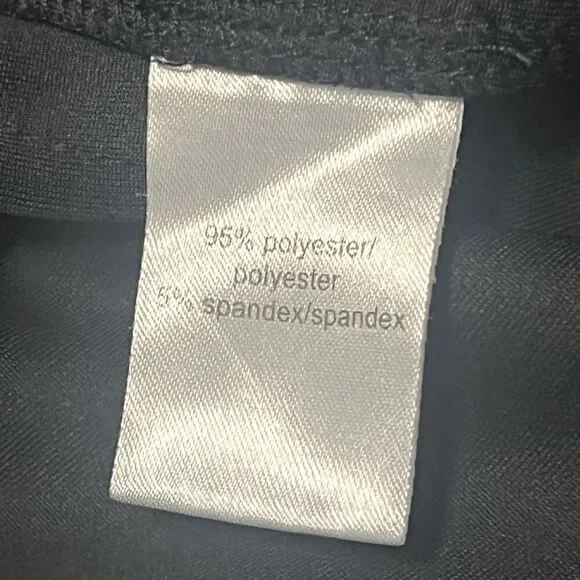 95% polyester/
polyester
5% spandex/spandex